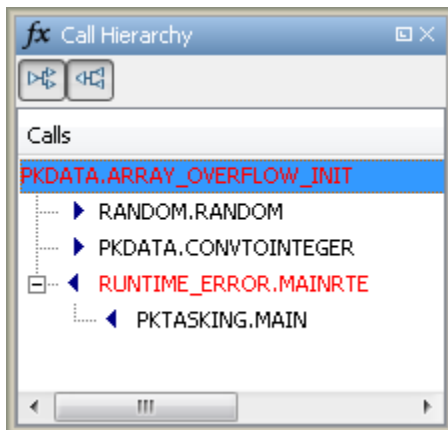 fx Call Hierarchy
Calls
PKDATA.ARRAY_OVERFLOW_INIT
RANDOM.RANDOM
PKDATA.CONVTOINTEGER
RUNTIME_ERROR.MAINRTE
PKTASKING.MAIN